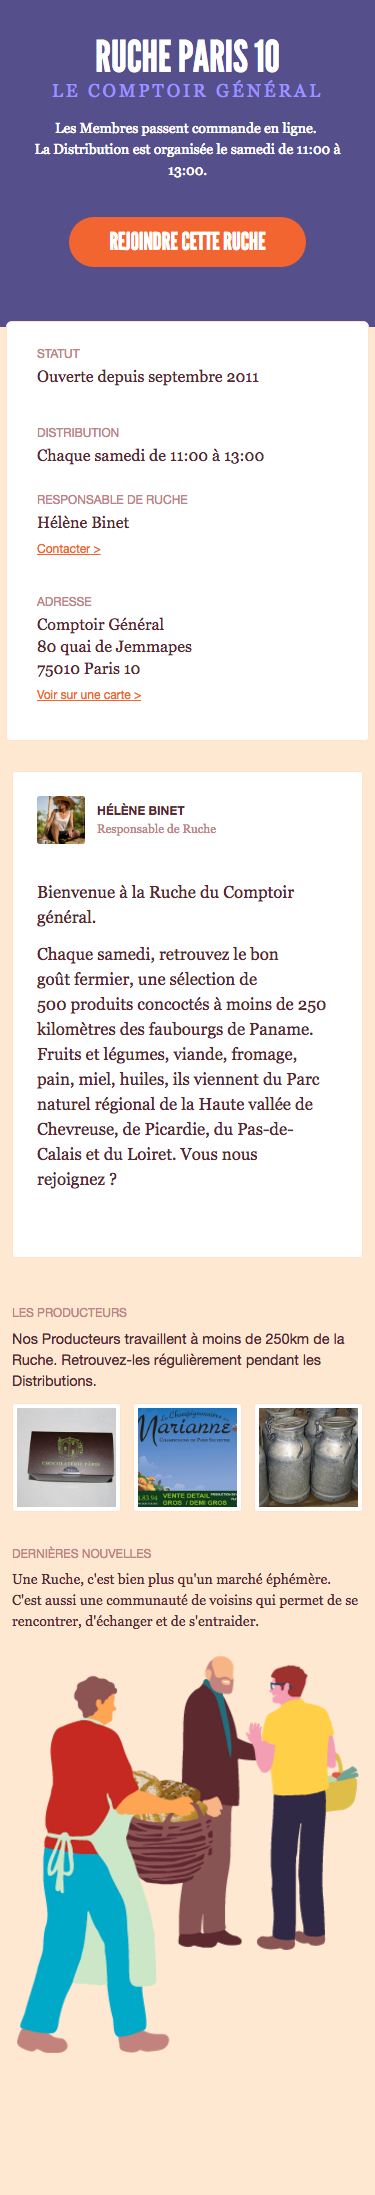 RUCHE PARIS 10
LE COMPTOIR GÉNÉRAL
Les Membres passent commande en ligne.
La Distribution est organisée le samedi de 11:00 à
13:00.
REJOINDRE CETTE RUCHE
STATUT
Ouverte depuis septembre 2011
DISTRIBUTION
Chaque samedi de 11:00 à 13:00
RESPONSABLE DE RUCHE
Hélène Binet
Contacter >
ADRESSE
Comptoir Général
80 quai de Jemmapes
75010 Paris 10
Voir sur une carte >
HÉLÈNE BINET
Responsable de Ruche
Bienvenue à la Ruche du Comptoir
général.
Chaque samedi, retrouvez le bon
goût fermier, une sélection de
500 produits concoctés à moins de 250
kilomètres des faubourgs de Paname.
Fruits et légumes, viande, fromage,
pain, miel, huiles, ils viennent du Parc
naturel régional de la Haute vallée de
Chevreuse, de Picardie, du Pas-de-
Calais et du Loiret. Vous nous
rejoignez ?
LES PRODUCTEURS
Nos Producteurs travaillent à moins de 250km de la
Ruche. Retrouvez-les régulièrement pendant les
Distributions.
CHOCOLATERIE PÂRIS
Marianne
VENTE DETAIL
GROS / DEMI GROS
DERNIÈRES NOUVELLES
Une Ruche, c'est bien plus qu'un marché éphémère.
C'est aussi une communauté de voisins qui permet de se
rencontrer, d'échanger et de s'entraider.